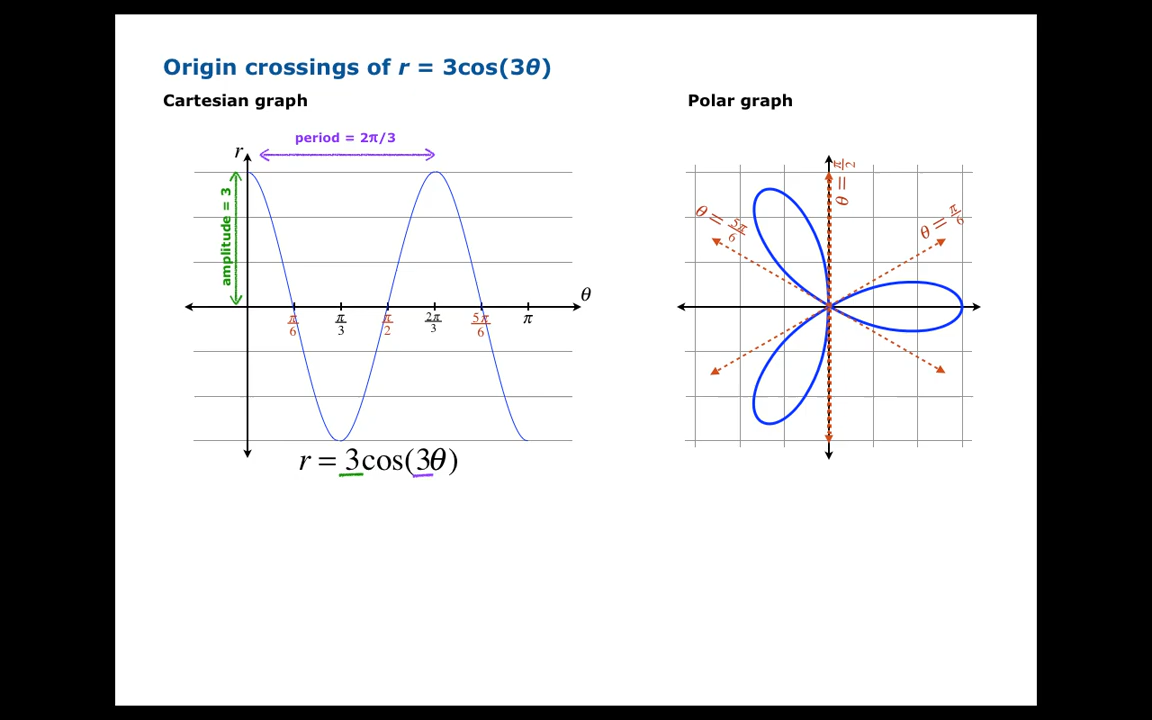 Origin crossings of r = 3cos(3θ)
Cartesian graph
Polar graph
period = 2π/3
r
amplitude = 3
θ
π/6
π/3
π/2
2π/3
5π/6
π
r = 3cos(3θ)
θ = π/2
θ = 5π/6
θ = π/6